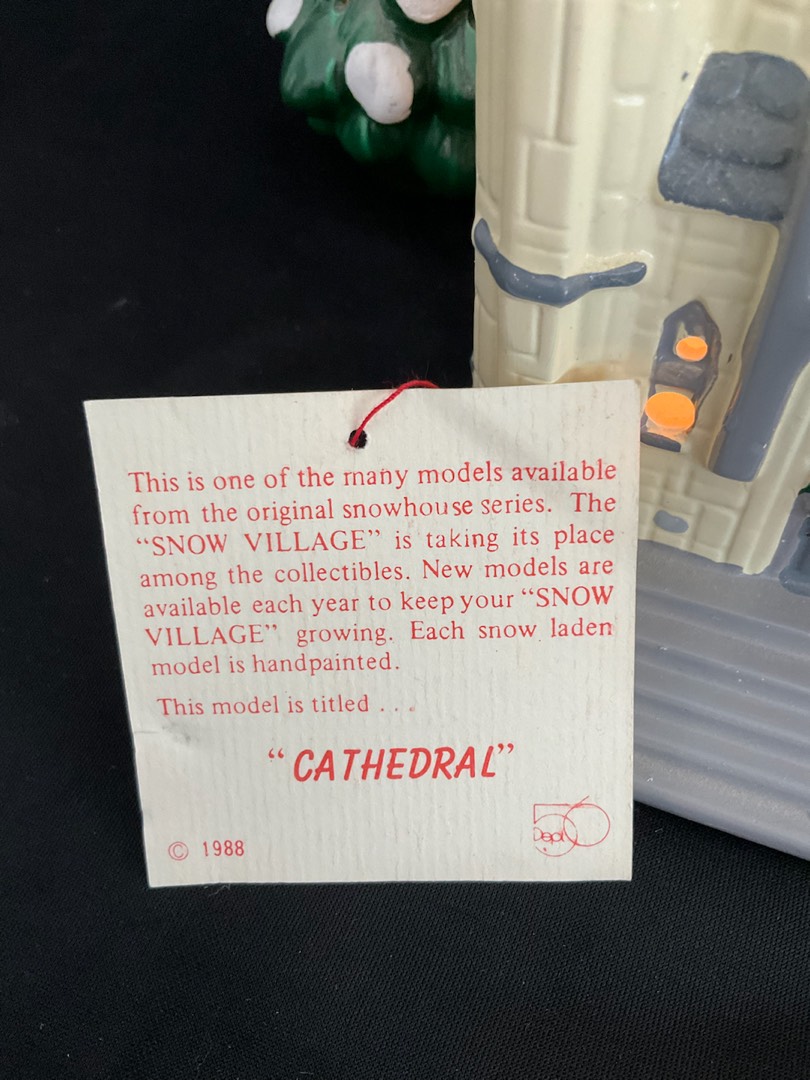 This is one of the many models available
from the original snowhouse series. The
“SNOW VILLAGE” is taking its place
among the collectibles. New models are
available each year to keep your “SNOW
VILLAGE” growing. Each snow laden
model is handpainted.
This model is titled . . .
“CATHEDRAL”
© 1988
Dept 56